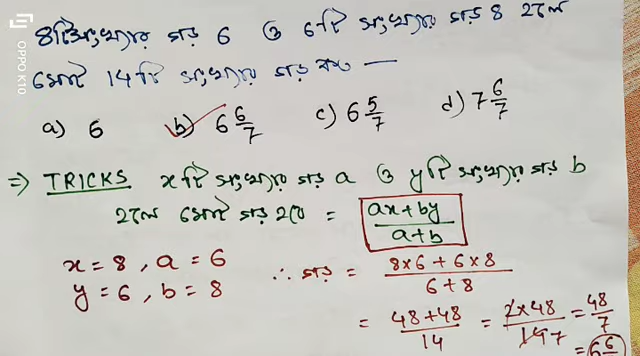 8টি সংখ্যার গড় 6 ও 6টি সংখ্যার গড় 8 হলে
মোট 14টি সংখ্যার গড় কত —
a) 6 b) 6 6/7 c) 6 5/7 d) 7 6/7
⇒ TRICKS x টি সংখ্যার গড় a ও y টি সংখ্যার গড় b
হলে মোট গড় হবে = (ax+by)/(a+b)
x = 8, a = 6
y = 6, b = 8
∴ গড় = (8×6 + 6×8)/(6+8)
= (48+48)/14 = (2×48)/(14 7) = 48/7
= 6 6
OPPO K10